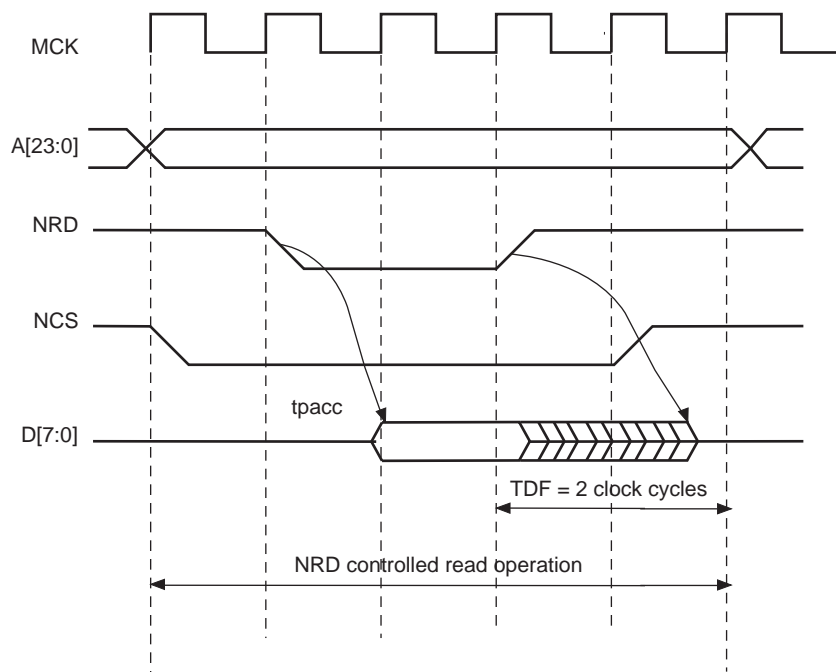 MCK
A[23:0]
NRD
NCS
tpacc
D[7:0]
TDF = 2 clock cycles
NRD controlled read operation